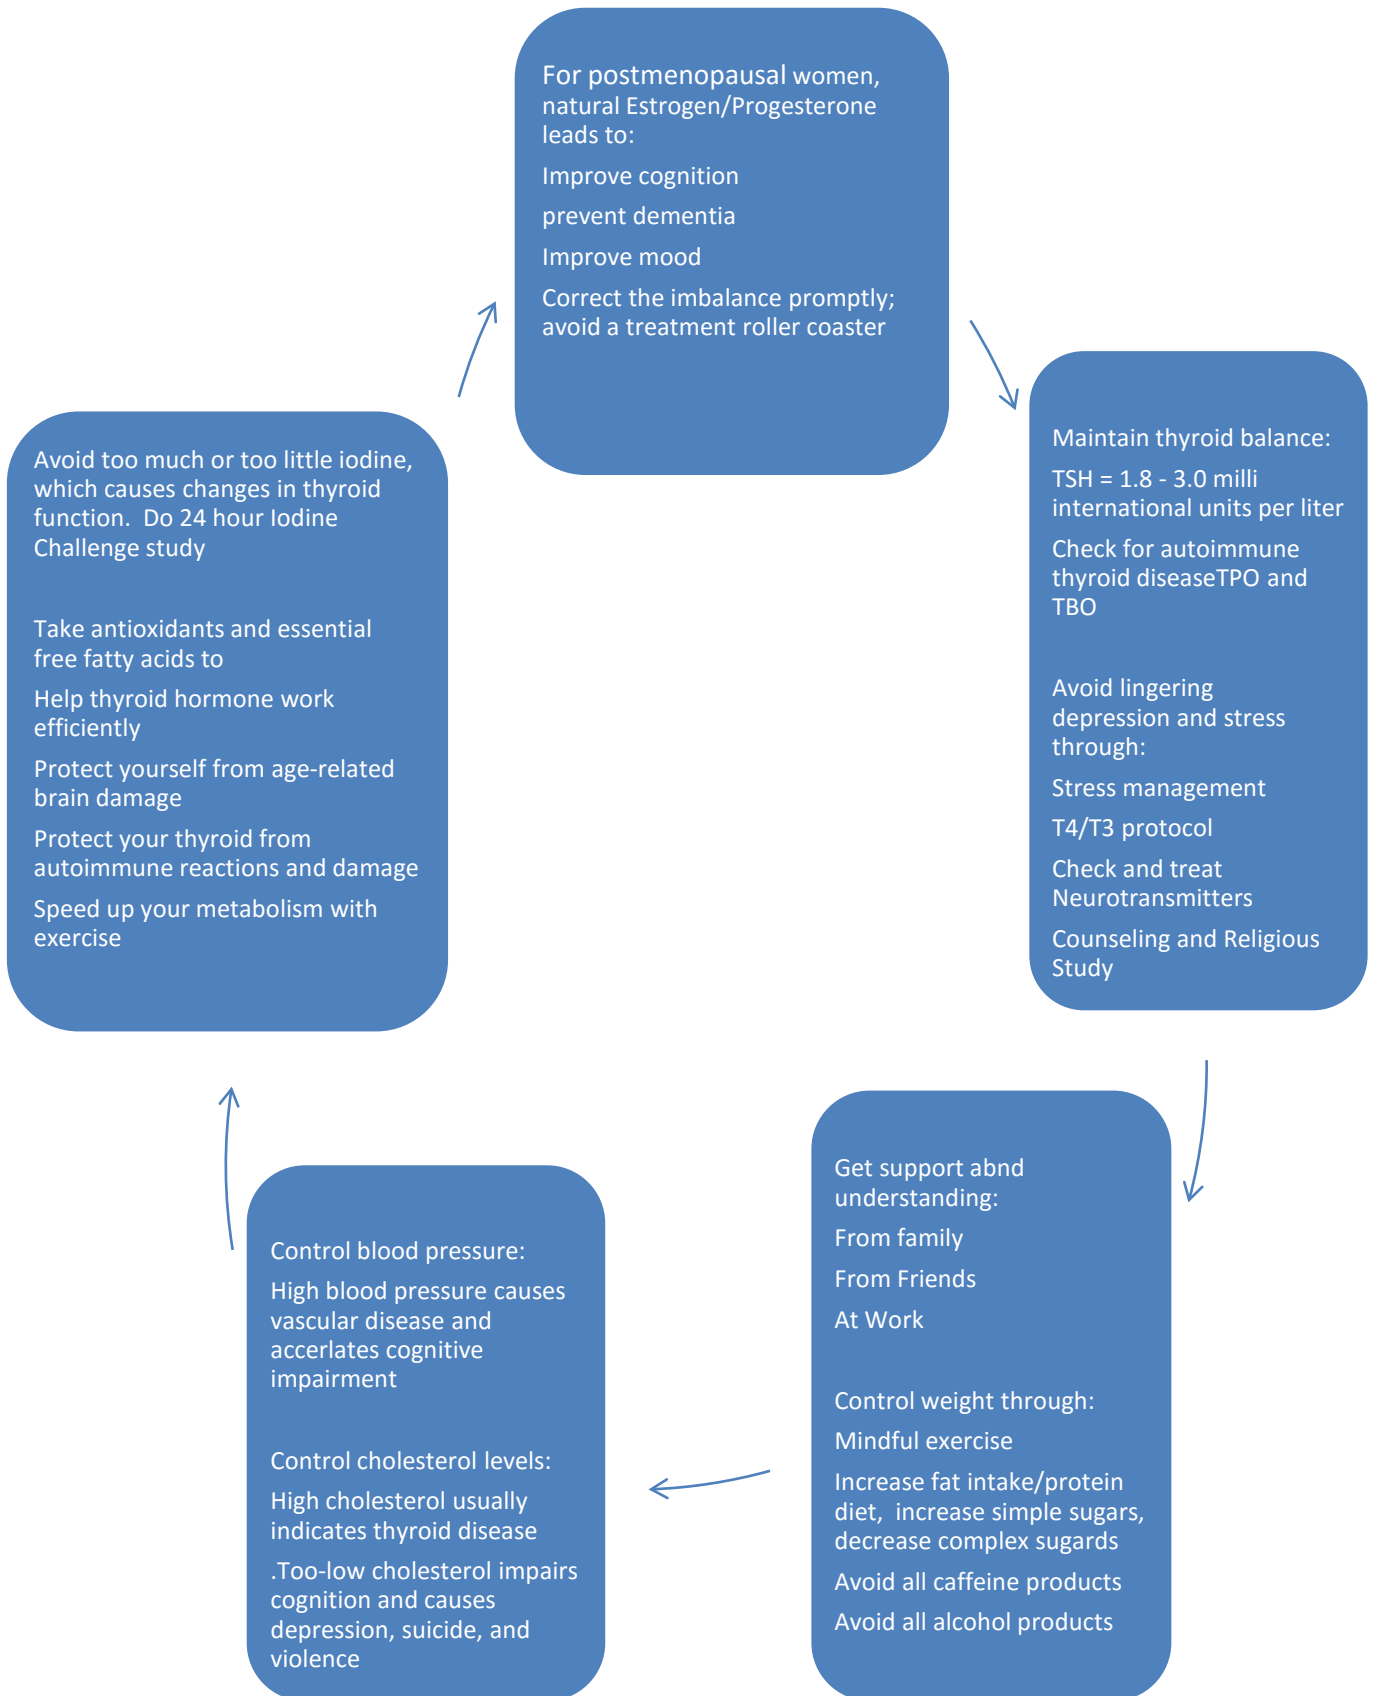 For postmenopausal women,
natural Estrogen/Progesterone
leads to:
Improve cognition
prevent dementia
Improve mood
Correct the imbalance promptly;
avoid a treatment roller coaster
Maintain thyroid balance:
TSH = 1.8 - 3.0 milli
international units per liter
Check for autoimmune
thyroid diseaseTPO and
TBO
Avoid lingering
depression and stress
through:
Stress management
T4/T3 protocol
Check and treat
Neurotransmitters
Counseling and Religious
Study
Get support abnd
understanding:
From family
From Friends
At Work
Control weight through:
Mindful exercise
Increase fat intake/protein
diet,  increase simple sugars,
decrease complex sugards
Avoid all caffeine products
Avoid all alcohol products
Control blood pressure:
High blood pressure causes
vascular disease and
accerlates cognitive
impairment
Control cholesterol levels:
High cholesterol usually
indicates thyroid disease
.Too-low cholesterol impairs
cognition and causes
depression, suicide, and
violence
Avoid too much or too little iodine,
which causes changes in thyroid
function.  Do 24 hour Iodine
Challenge study
Take antioxidants and essential
free fatty acids to
Help thyroid hormone work
efficiently
Protect yourself from age-related
brain damage
Protect your thyroid from
autoimmune reactions and damage
Speed up your metabolism with
exercise